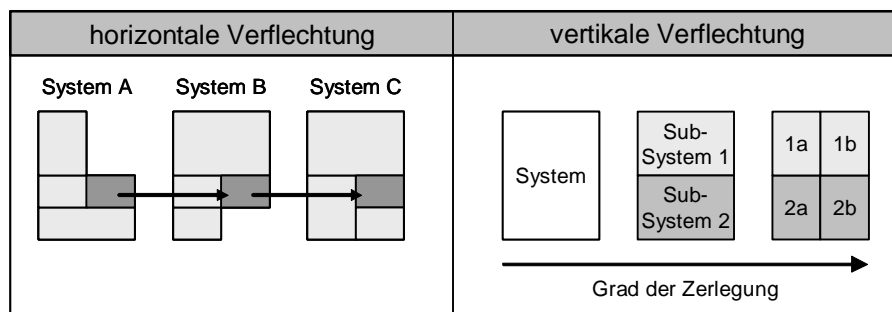 horizontale Verflechtung
vertikale Verflechtung
System A
System B
System C
System
Sub-
System 1
Sub-
System 2
1a
1b
2a
2b
Grad der Zerlegung